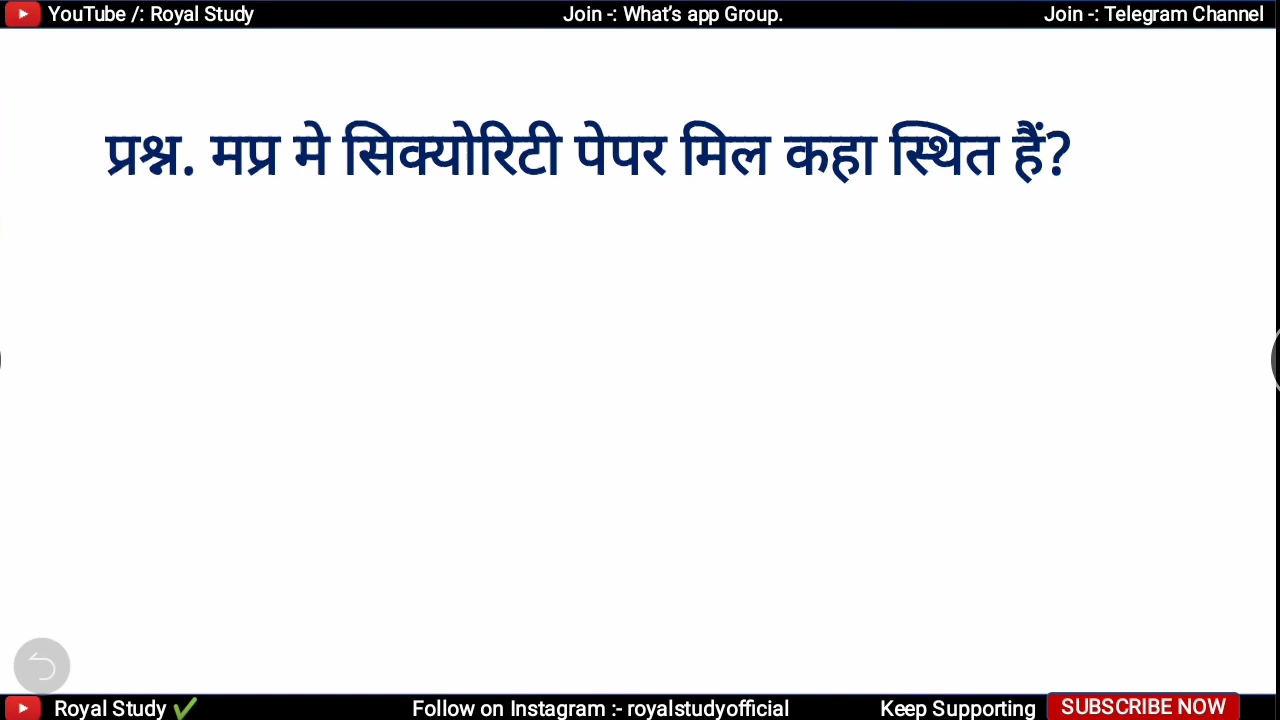 YouTube /: Royal Study
Join -: What's app Group.
Join -: Telegram Channel
प्रश्न. मप्र मे सिक्योरिटी पेपर मिल कहा स्थित हैं?
Royal Study
Follow on Instagram :- royalstudyofficial
Keep Supporting
SUBSCRIBE NOW